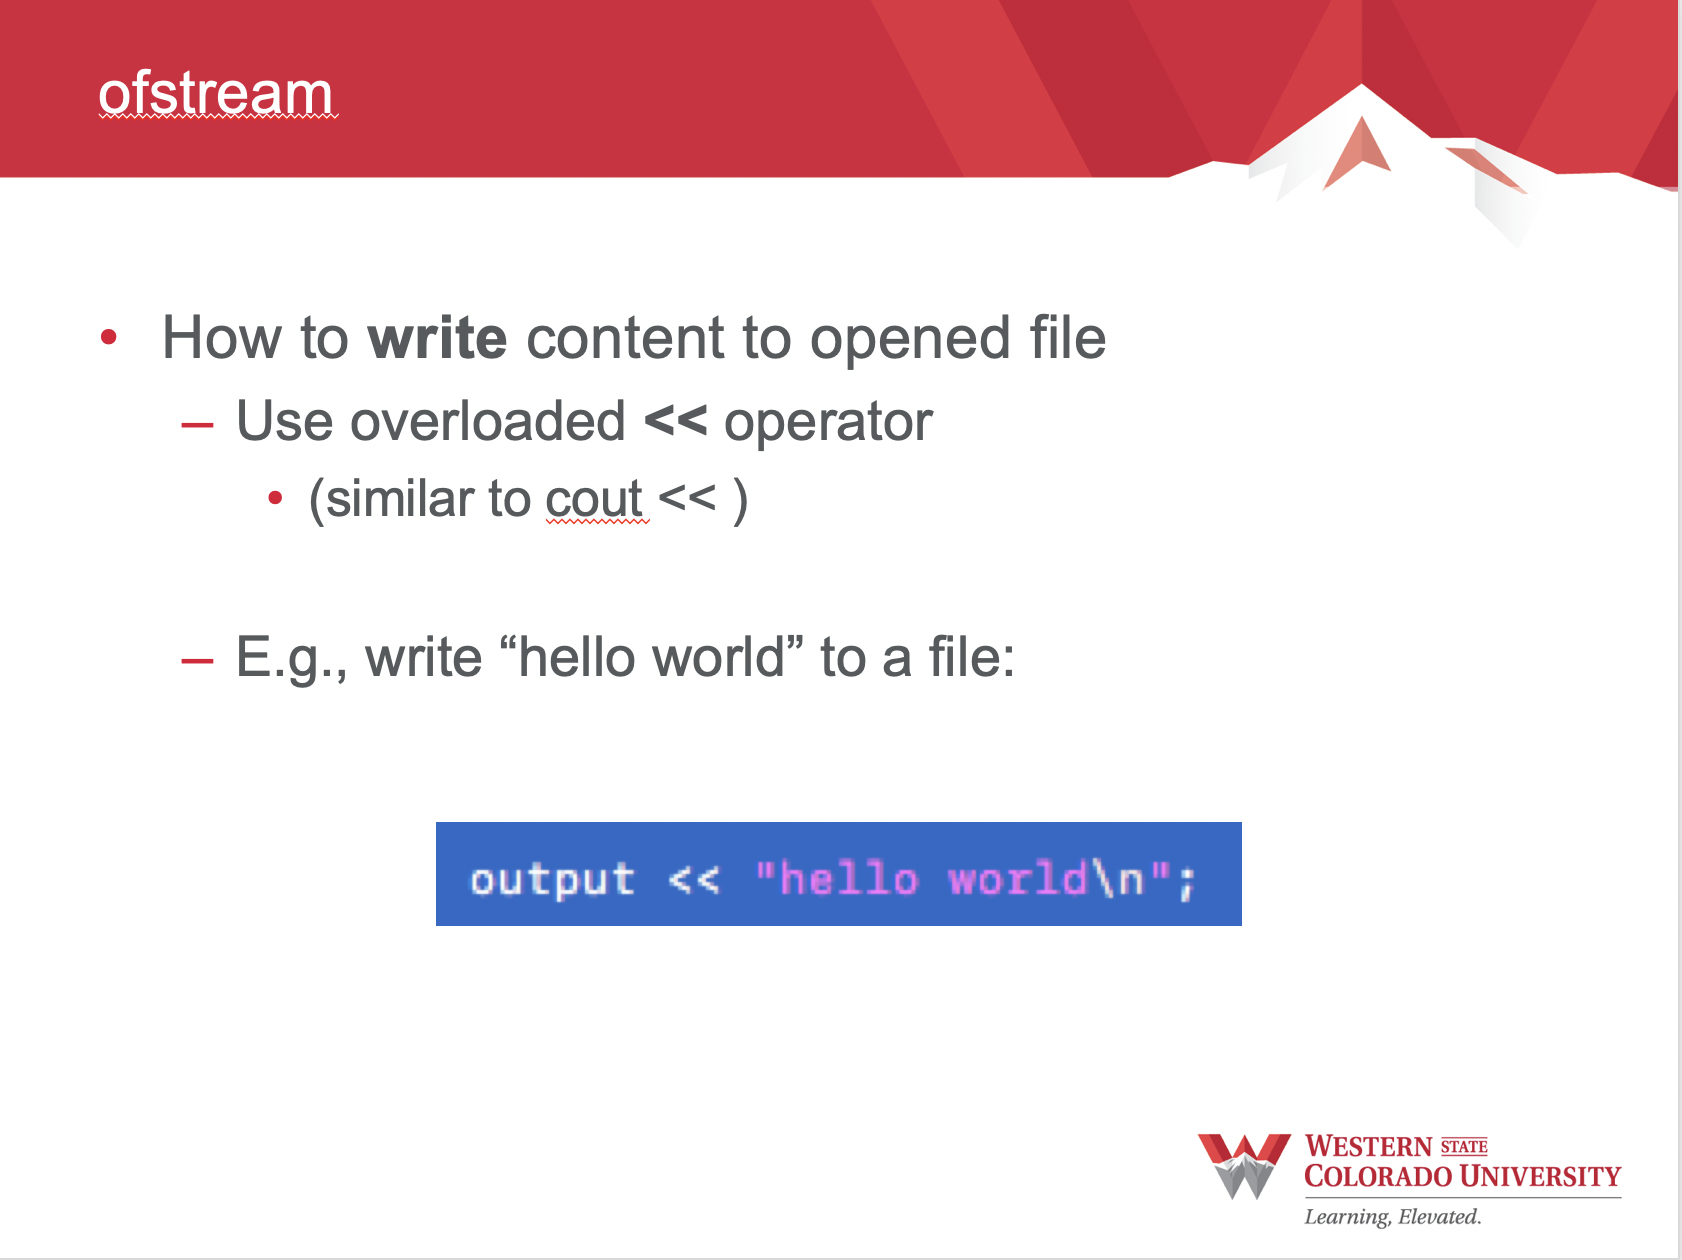 ofstream
• How to write content to opened file
– Use overloaded << operator
• (similar to cout << )
– E.g., write “hello world” to a file:
output << "hello world\n";
WESTERN STATE
COLORADO UNIVERSITY
Learning, Elevated.